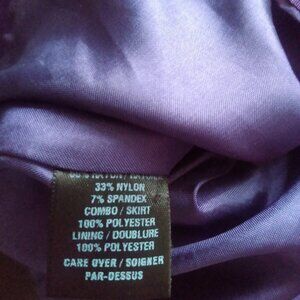 33% NYLON
7% SPANDEX
COMBO / SKIRT
100% POLYESTER
LINING / DOUBLURE
100% POLYESTER
CARE OVER / SOIGNER
PAR-DESSUS